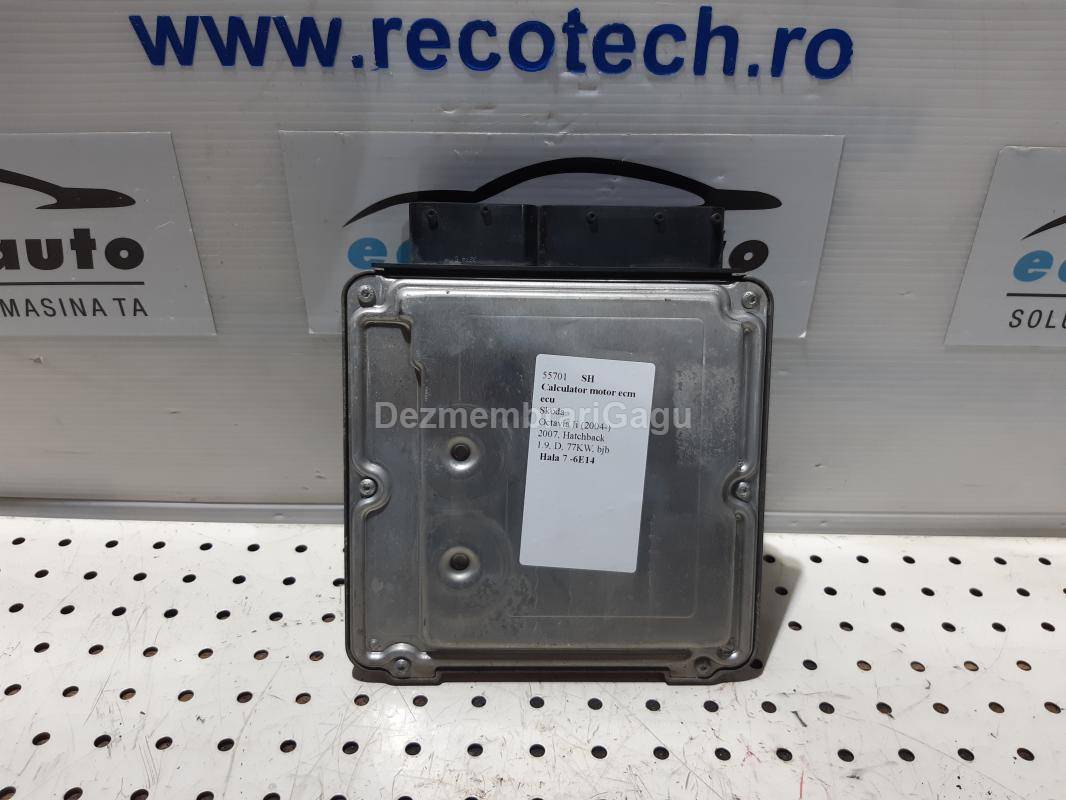 www.recotech.ro
auto
MASINA TA
ec
e
SOLU
55701 SH
Calculator motor ecm
ecu
Skoda
Octavia Ii (2004-)
2007, Hatchback
1.9, D, 77KW, bjb
Hala 7 -6E14
DezmembrariGagu